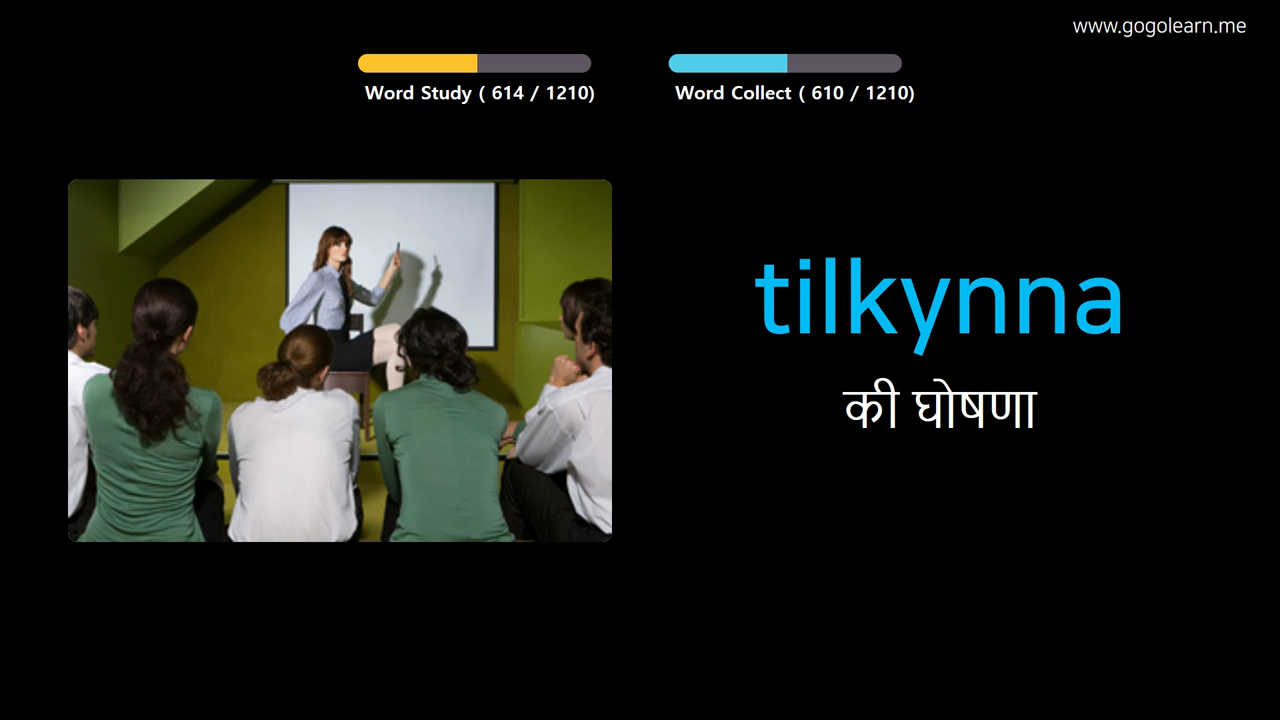 www.gogolearn.me
Word Study ( 614 / 1210)
Word Collect ( 610 / 1210)
tilkynna
की घोषणा